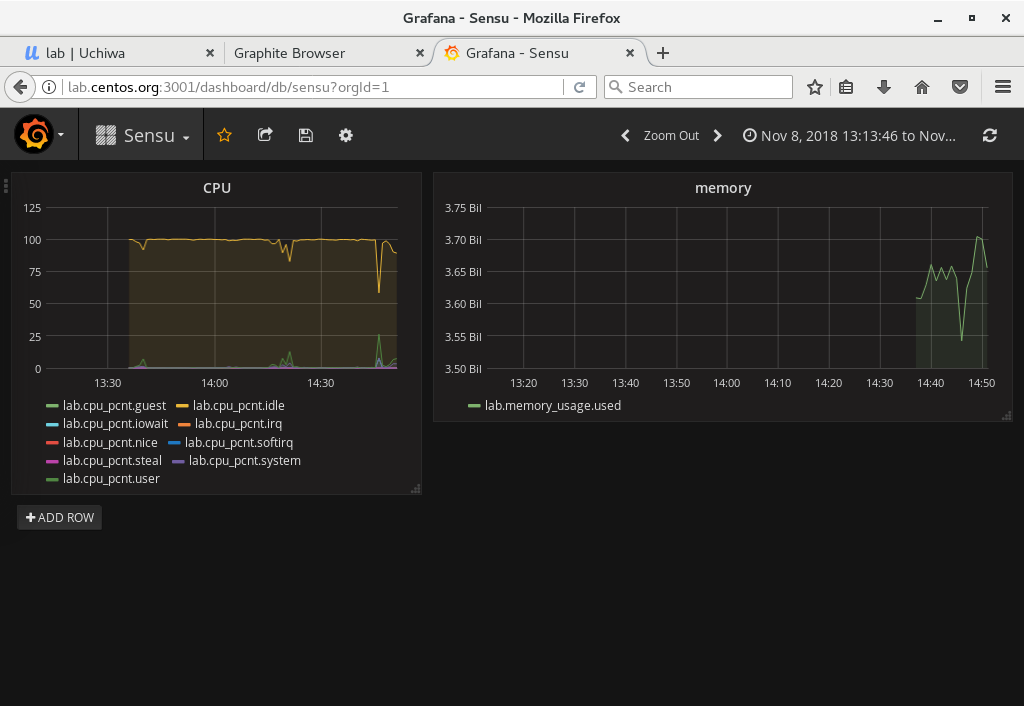 Grafana - Sensu - Mozilla Firefox
lab | Uchiwa
Graphite Browser
Grafana - Sensu
lab.centos.org:3001/dashboard/db/sensu?orgId=1
Search
Sensu
Zoom Out
Nov 8, 2018 13:13:46 to Nov...
CPU
125
100
75
50
25
0
13:30 14:00 14:30
lab.cpu_pcnt.guest lab.cpu_pcnt.idle
lab.cpu_pcnt.iowait lab.cpu_pcnt.irq
lab.cpu_pcnt.nice lab.cpu_pcnt.softirq
lab.cpu_pcnt.steal lab.cpu_pcnt.system
lab.cpu_pcnt.user
memory
3.75 Bil
3.70 Bil
3.65 Bil
3.60 Bil
3.55 Bil
3.50 Bil
13:20 13:30 13:40 13:50 14:00 14:10 14:20 14:30 14:40 14:50
lab.memory_usage.used
ADD ROW